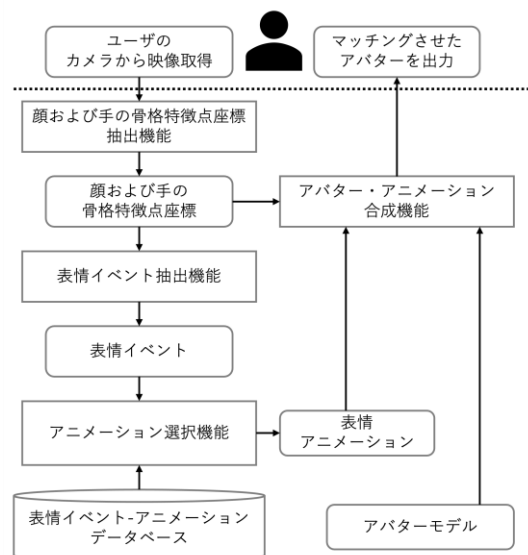 ユーザの
カメラから映像取得
マッチングさせた
アバターを出力
顔および手の骨格特徴点座標
抽出機能
顔および手の
骨格特徴点座標
アバター・アニメーション
合成機能
表情イベント抽出機能
表情イベント
アニメーション選択機能
表情
アニメーション
表情イベント-アニメーション
データベース
アバターモデル